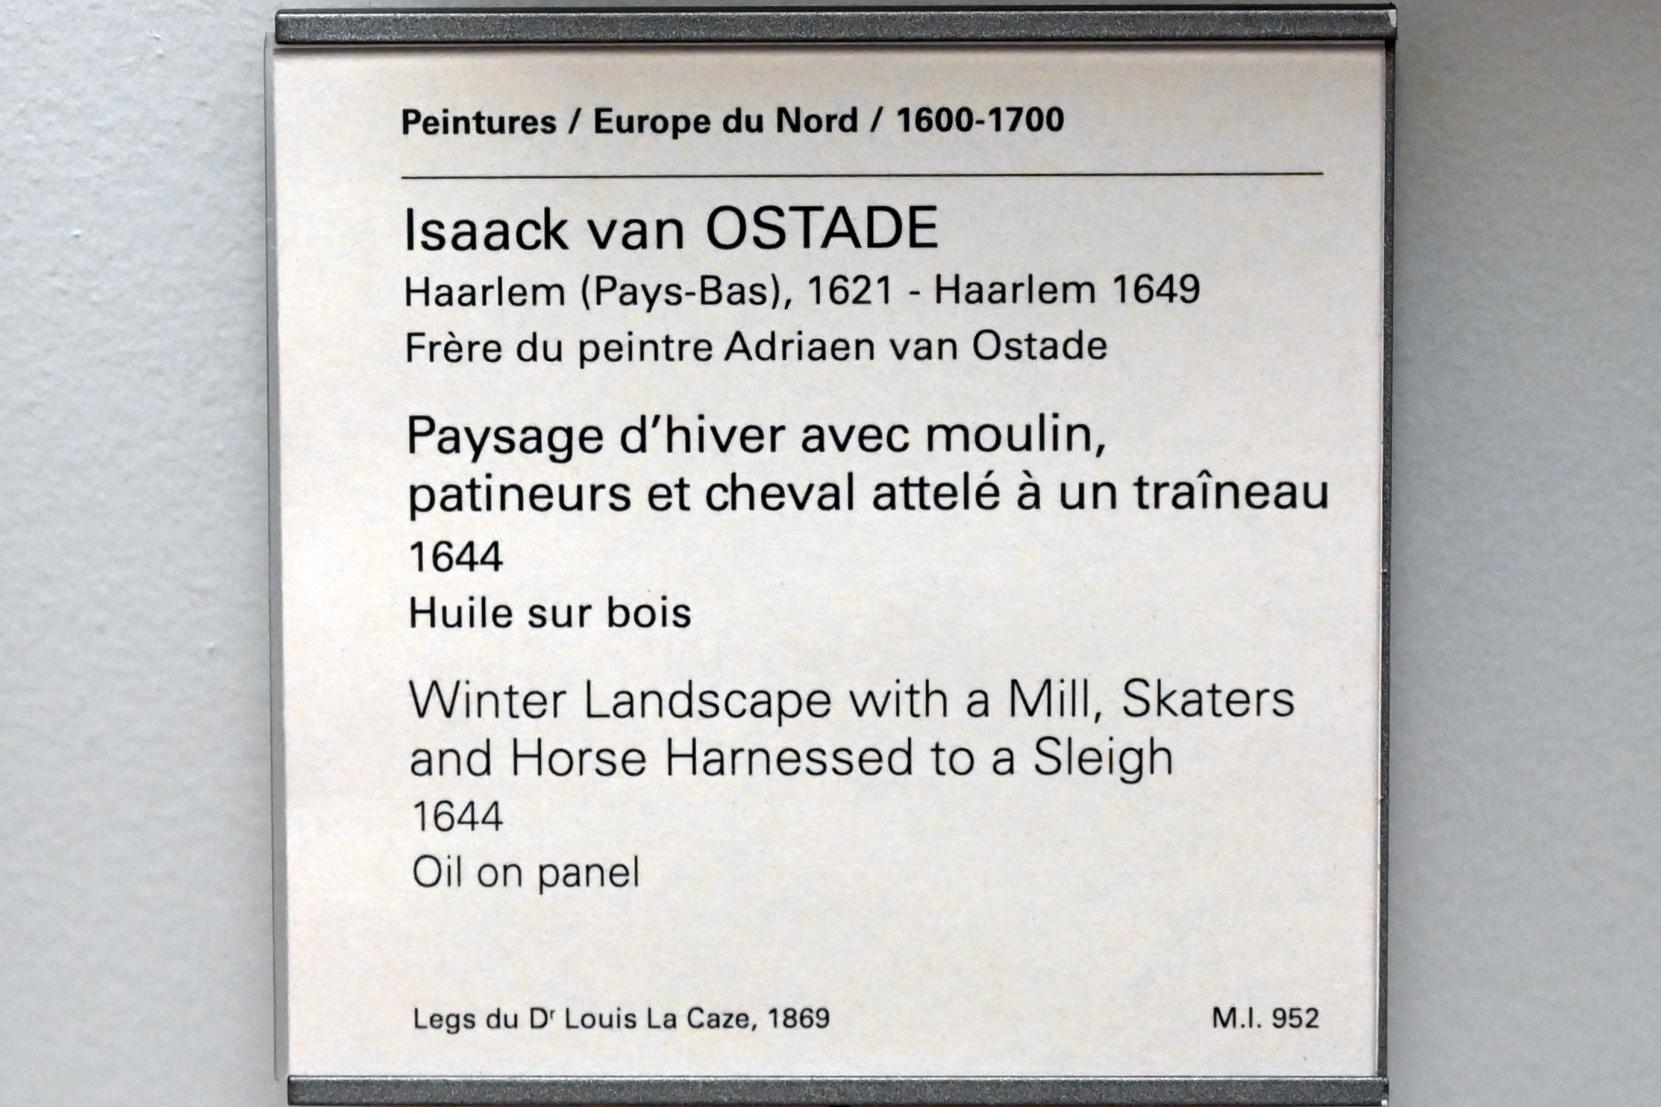 Peintures / Europe du Nord / 1600-1700
Isaack van OSTADE
Haarlem (Pays-Bas), 1621 - Haarlem 1649
Frère du peintre Adriaen van Ostade
Paysage d'hiver avec moulin,
patineurs et cheval attelé à un traîneau
1644
Huile sur bois
Winter Landscape with a Mill, Skaters
and Horse Harnessed to a Sleigh
1644
Oil on panel
Legs du Dʳ Louis La Caze, 1869
M.I. 952